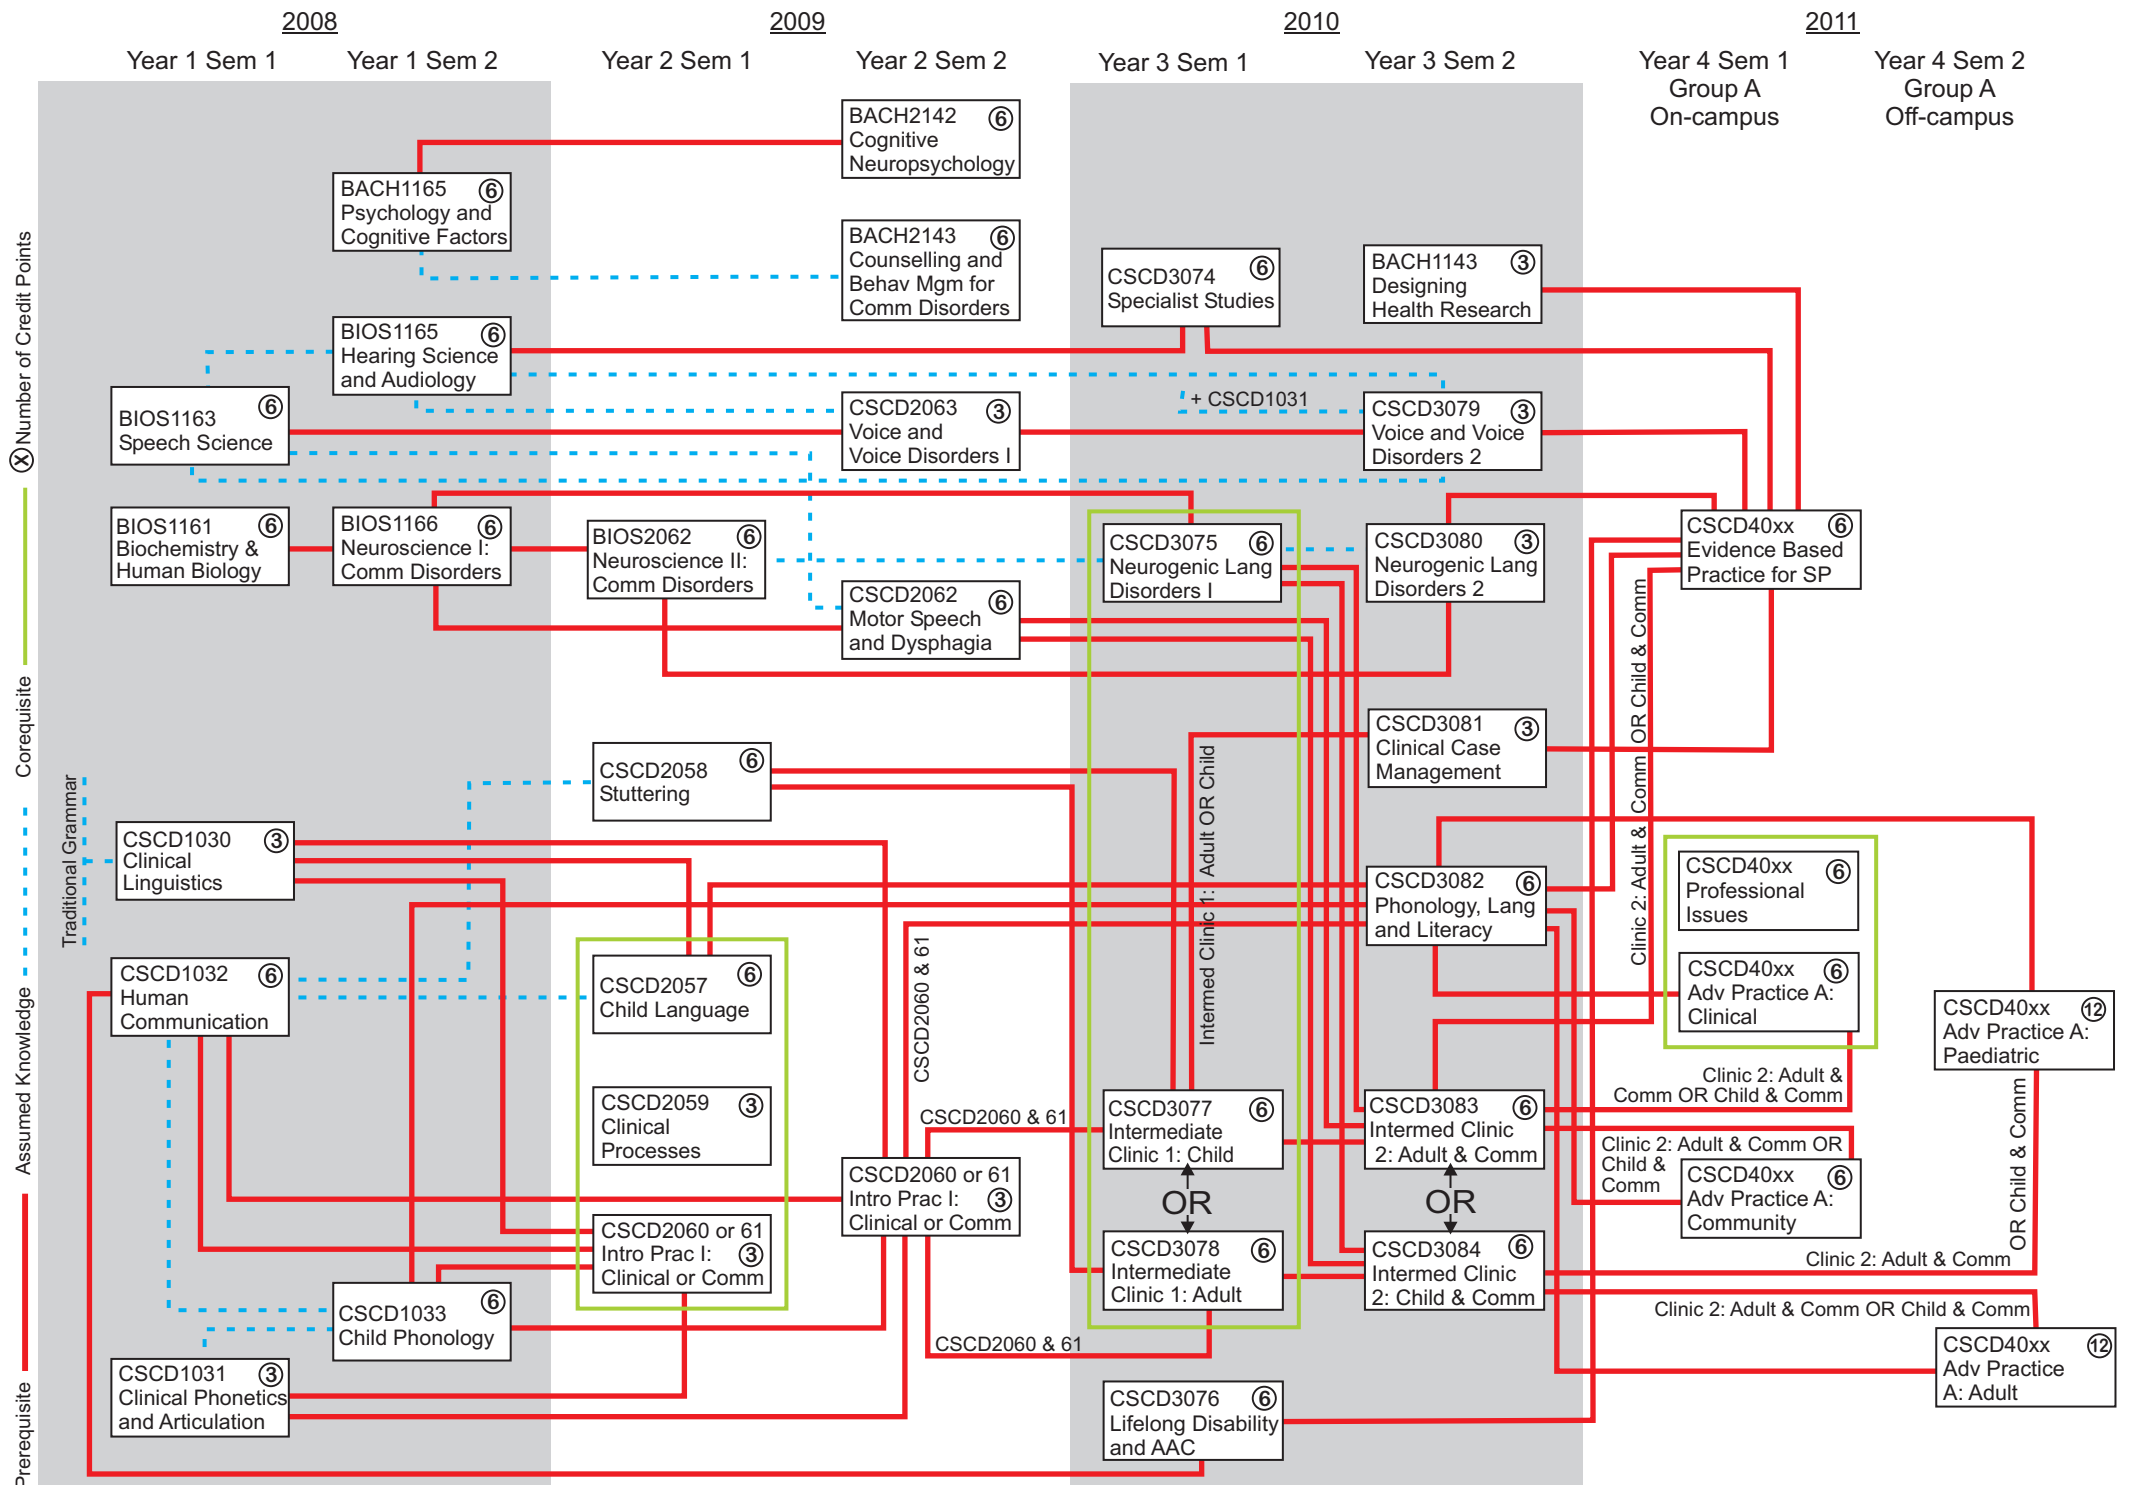 2008
2009
2010
2011
Year 1 Sem 1
Year 1 Sem 2
Year 2 Sem 1
Year 2 Sem 2
Year 3 Sem 1
Year 3 Sem 2
Year 4 Sem 1
Group A
On-campus
Year 4 Sem 2
Group A
Off-campus
Prerequisite
Assumed Knowledge
Corequisite
X Number of Credit Points
Traditional Grammar
BIOS1163 6
Speech Science
BIOS1161 6
Biochemistry &
Human Biology
CSCD1030 3
Clinical
Linguistics
CSCD1032 6
Human
Communication
CSCD1031 3
Clinical Phonetics
and Articulation
BACH1165 6
Psychology and
Cognitive Factors
BIOS1165 6
Hearing Science
and Audiology
BIOS1166 6
Neuroscience I:
Comm Disorders
CSCD1033 6
Child Phonology
BIOS2062 6
Neuroscience II:
Comm Disorders
CSCD2058 6
Stuttering
CSCD2057 6
Child Language
CSCD2059 3
Clinical
Processes
CSCD2060 or 61
Intro Prac I: 3
Clinical or Comm
BACH2142 6
Cognitive
Neuropsychology
BACH2143 6
Counselling and
Behav Mgm for
Comm Disorders
CSCD2063 3
Voice and
Voice Disorders I
CSCD2062 6
Motor Speech
and Dysphagia
CSCD2060 & 61
CSCD2060 & 61
CSCD2060 or 61
Intro Prac I: 3
Clinical or Comm
CSCD2060 & 61
CSCD3074 6
Specialist Studies
+ CSCD1031
CSCD3075 6
Neurogenic Lang
Disorders I
Intermed Clinic 1: Adult OR Child
CSCD3077 6
Intermediate
Clinic 1: Child
OR
CSCD3078 6
Intermediate
Clinic 1: Adult
CSCD3076 6
Lifelong Disability
and AAC
BACH1143 3
Designing
Health Research
CSCD3079 3
Voice and Voice
Disorders 2
CSCD3080 3
Neurogenic Lang
Disorders 2
CSCD3081 3
Clinical Case
Management
CSCD3082 6
Phonology, Lang
and Literacy
CSCD3083 6
Intermed Clinic
2: Adult & Comm
OR
CSCD3084 6
Intermed Clinic
2: Child & Comm
CSCD40xx 6
Evidence Based
Practice for SP
Clinic 2: Adult & Comm OR Child & Comm
CSCD40xx 6
Professional
Issues
CSCD40xx 6
Adv Practice A:
Clinical
Clinic 2: Adult &
Comm OR Child & Comm
Clinic 2: Adult & Comm OR
Child &
Comm
CSCD40xx 6
Adv Practice A:
Community
Clinic 2: Adult & Comm
OR Child & Comm
Clinic 2: Adult & Comm OR Child & Comm
CSCD40xx 12
Adv Practice A:
Paediatric
CSCD40xx 12
Adv Practice
A: Adult